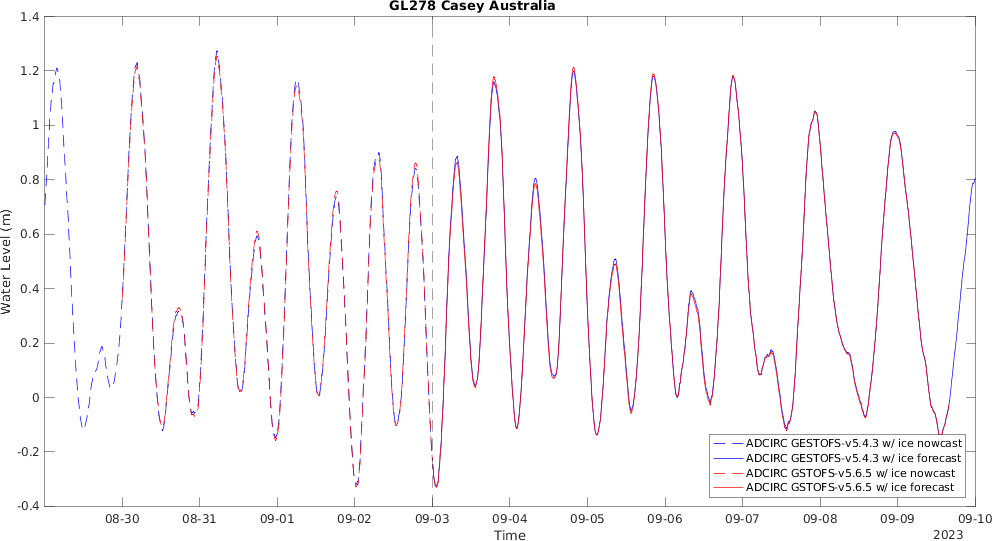 GL278 Casey Australia
1.4
1.2
1
0.8
0.6
0.4
0.2
0
-0.2
-0.4
Water Level (m)
ADCIRC GESTOFS-v5.4.3 w/ ice nowcast
ADCIRC GESTOFS-v5.4.3 w/ ice forecast
ADCIRC GSTOFS-v5.6.5 w/ ice nowcast
ADCIRC GSTOFS-v5.6.5 w/ ice forecast
08-30 08-31 09-01 09-02 09-03 09-04 09-05 09-06 09-07 09-08 09-09 09-10
Time
2023